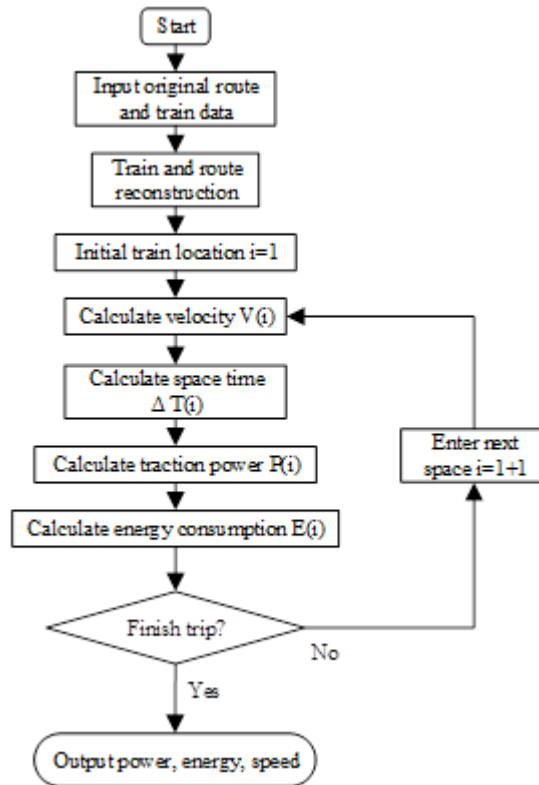 Start
Input original route
and train data
Train and route
reconstruction
Initial train location i=1
Calculate velocity V(i)
Calculate space time
Δ T(i)
Calculate traction power P(i)
Enter next
space i=1+1
Calculate energy consumption E(i)
Finish trip?
No
Yes
Output power, energy, speed